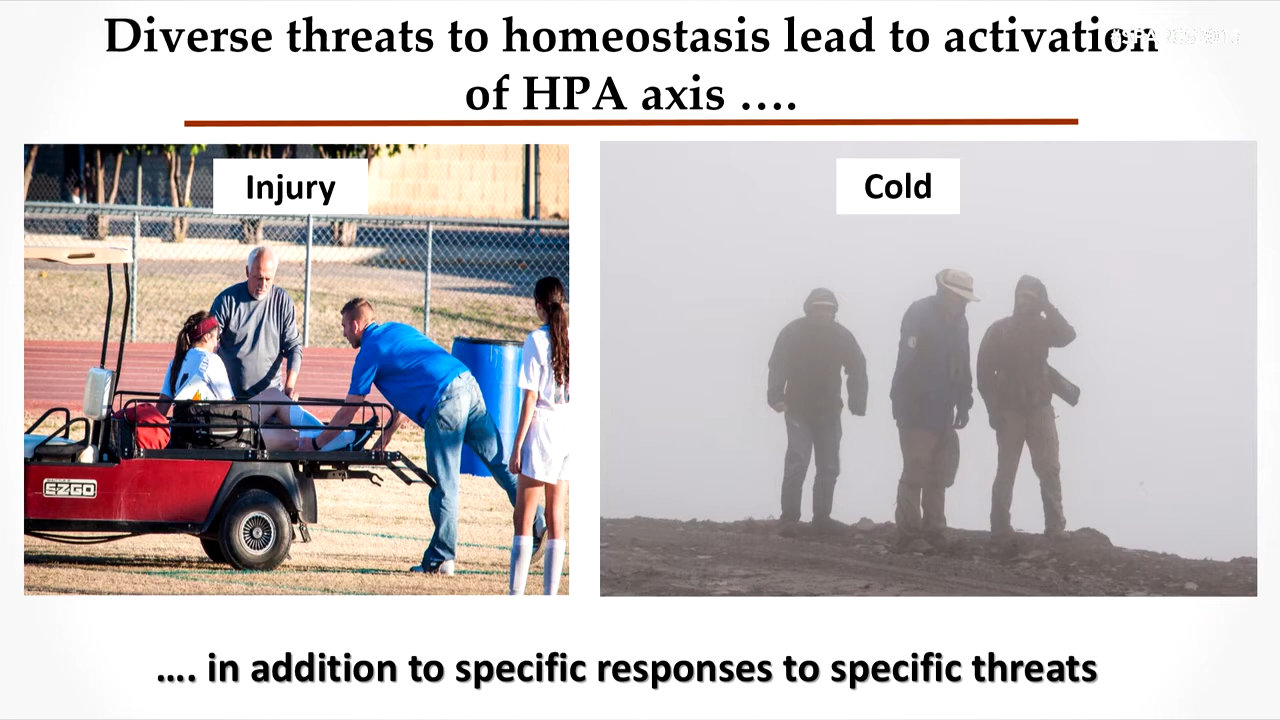 Diverse threats to homeostasis lead to activation
of HPA axis ....
Injury
Cold
E-Z-GO
.... in addition to specific responses to specific threats